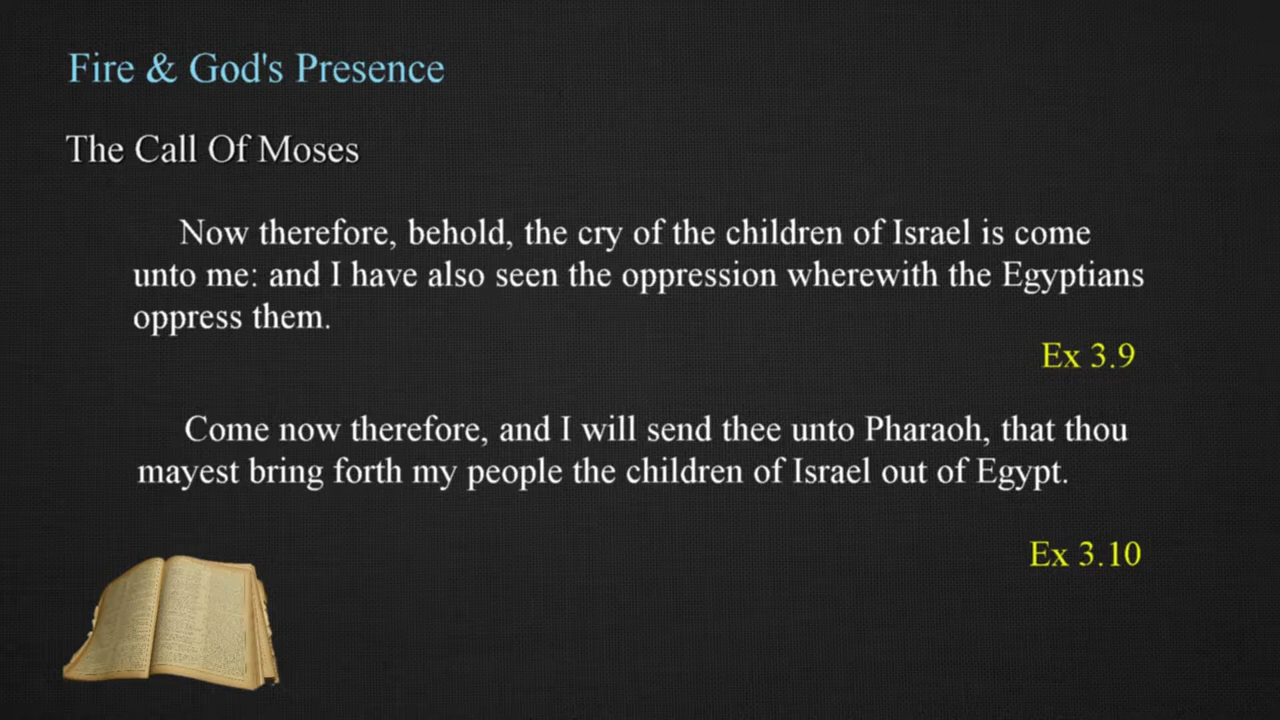 Fire & God's Presence
The Call Of Moses
Now therefore, behold, the cry of the children of Israel is come
unto me: and I have also seen the oppression wherewith the Egyptians
oppress them.
Ex 3.9
Come now therefore, and I will send thee unto Pharaoh, that thou
mayest bring forth my people the children of Israel out of Egypt.
Ex 3.10